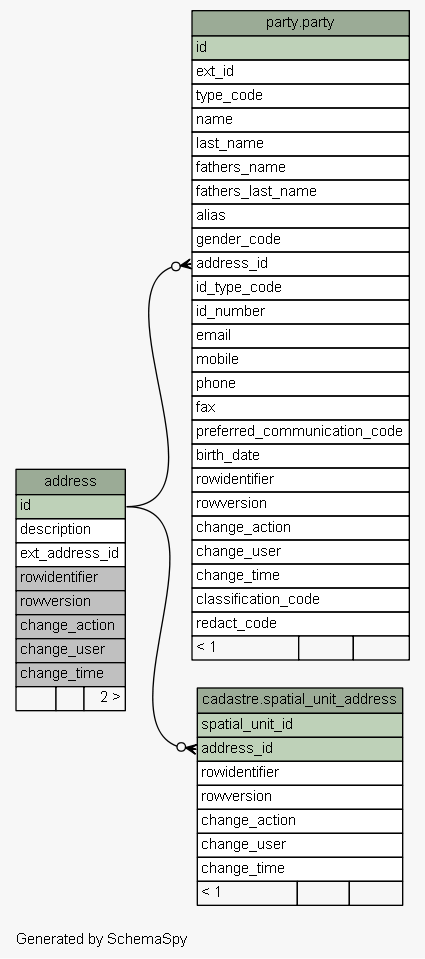 party.party
id
ext_id
type_code
name
last_name
fathers_name
fathers_last_name
alias
gender_code
address_id
id_type_code
id_number
email
mobile
phone
fax
preferred_communication_code
birth_date
rowidentifier
rowversion
change_action
change_user
change_time
classification_code
redact_code
< 1
address
id
description
ext_address_id
rowidentifier
rowversion
change_action
change_user
change_time
2 >
cadastre.spatial_unit_address
spatial_unit_id
address_id
rowidentifier
rowversion
change_action
change_user
change_time
< 1
Generated by SchemaSpy